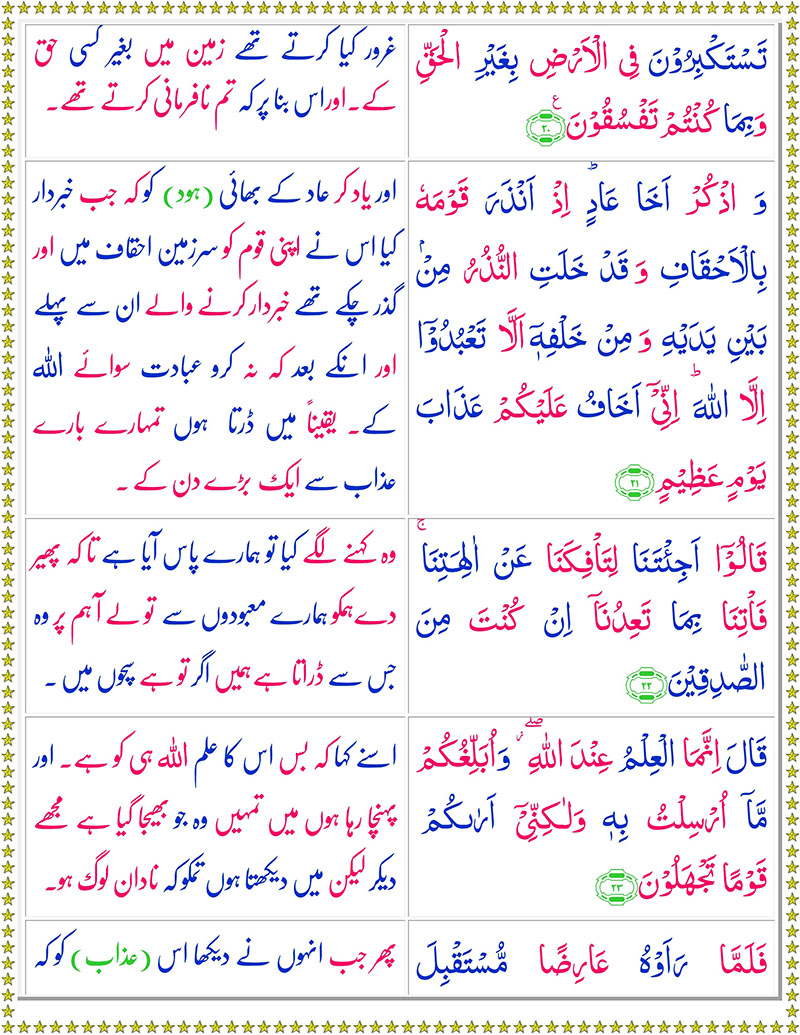 تَسْتَكْبِرُوْنَ فِى الْاَرْضِ بِغَيْرِ الْحَقِّ
وَبِمَا كُنْتُمْ تَفْسُقُوْنَ ۲۰ ع
غرور کیا کرتے تھے زمین میں بغیر کسی حق
کے۔اوراس بنا پر کہ تم نافرمانی کرتے تھے۔
وَ اذْكُرْ اَخَا عَادٍؕ اِذْ اَنْذَرَ قَوْمَهٗ
بِالْاَحْقَافِ وَ قَدْ خَلَتِ النُّذُرُ مِنْۢ
بَيْنِ يَدَيْهِ وَ مِنْ خَلْفِهٖۤ اَلَّا تَعْبُدُوْۤا
اِلَّا اللهَؕ اِنِّىْۤ اَخَافُ عَلَيْكُمْ عَذَابَ
يَوْمٍ عَظِيْمٍ ۲۱
اور یاد کر عاد کے بھائی (ہود) کو کہ جب خبردار
کیا اس نے اپنی قوم کو سرزمین احقاف میں اور
گذر چکے تھے خبردار کرنے والے ان سے پہلے
اور انکے بعد کہ نہ کرو عبادت سوائے اللہ
کے۔ یقیناً میں ڈرتا ہوں تمہارے بارے
عذاب سے ایک بڑے دن کے ۔
قَالُوْۤا اَجِئْتَنَا لِتَاْفِكَنَا عَنْ اٰلِهَتِنَاۚ
فَاْتِنَا بِمَا تَعِدُنَاۤ اِنْ كُنْتَ مِنَ
الصّٰدِقِيْنَ ۲۲
وہ کہنے لگے کیا تو ہمارے پاس آیا ہے تاکہ پھیر
دے ہمکو ہمارے معبودوں سے تو لے آ ہم پر وہ
جس سے ڈراتا ہے ہمیں اگر تو ہے سچوں میں ۔
قَالَ اِنَّمَا الْعِلْمُ عِنْدَ اللهِ ۖ وَاُبَلِّغُكُمْ
مَّاۤ اُرْسِلْتُ بِهٖ وَلٰـكِنِّىْۤ اَرٰٮكُمْ
قَوْمًا تَجْهَلُوْنَ ۲۳
اسنے کہا کہ بس اس کا علم اللہ ہی کو ہے۔ اور
پہنچا رہا ہوں میں تمہیں وہ جو بھیجا گیا ہے مجھے
دیکر لیکن میں دیکھتا ہوں تمکو کہ نادان لوگ ہو۔
فَلَمَّا رَاَوْهُ عَارِضًا مُّسْتَقْبِلَ
پھر جب انہوں نے دیکھا اس (عذاب) کو کہ